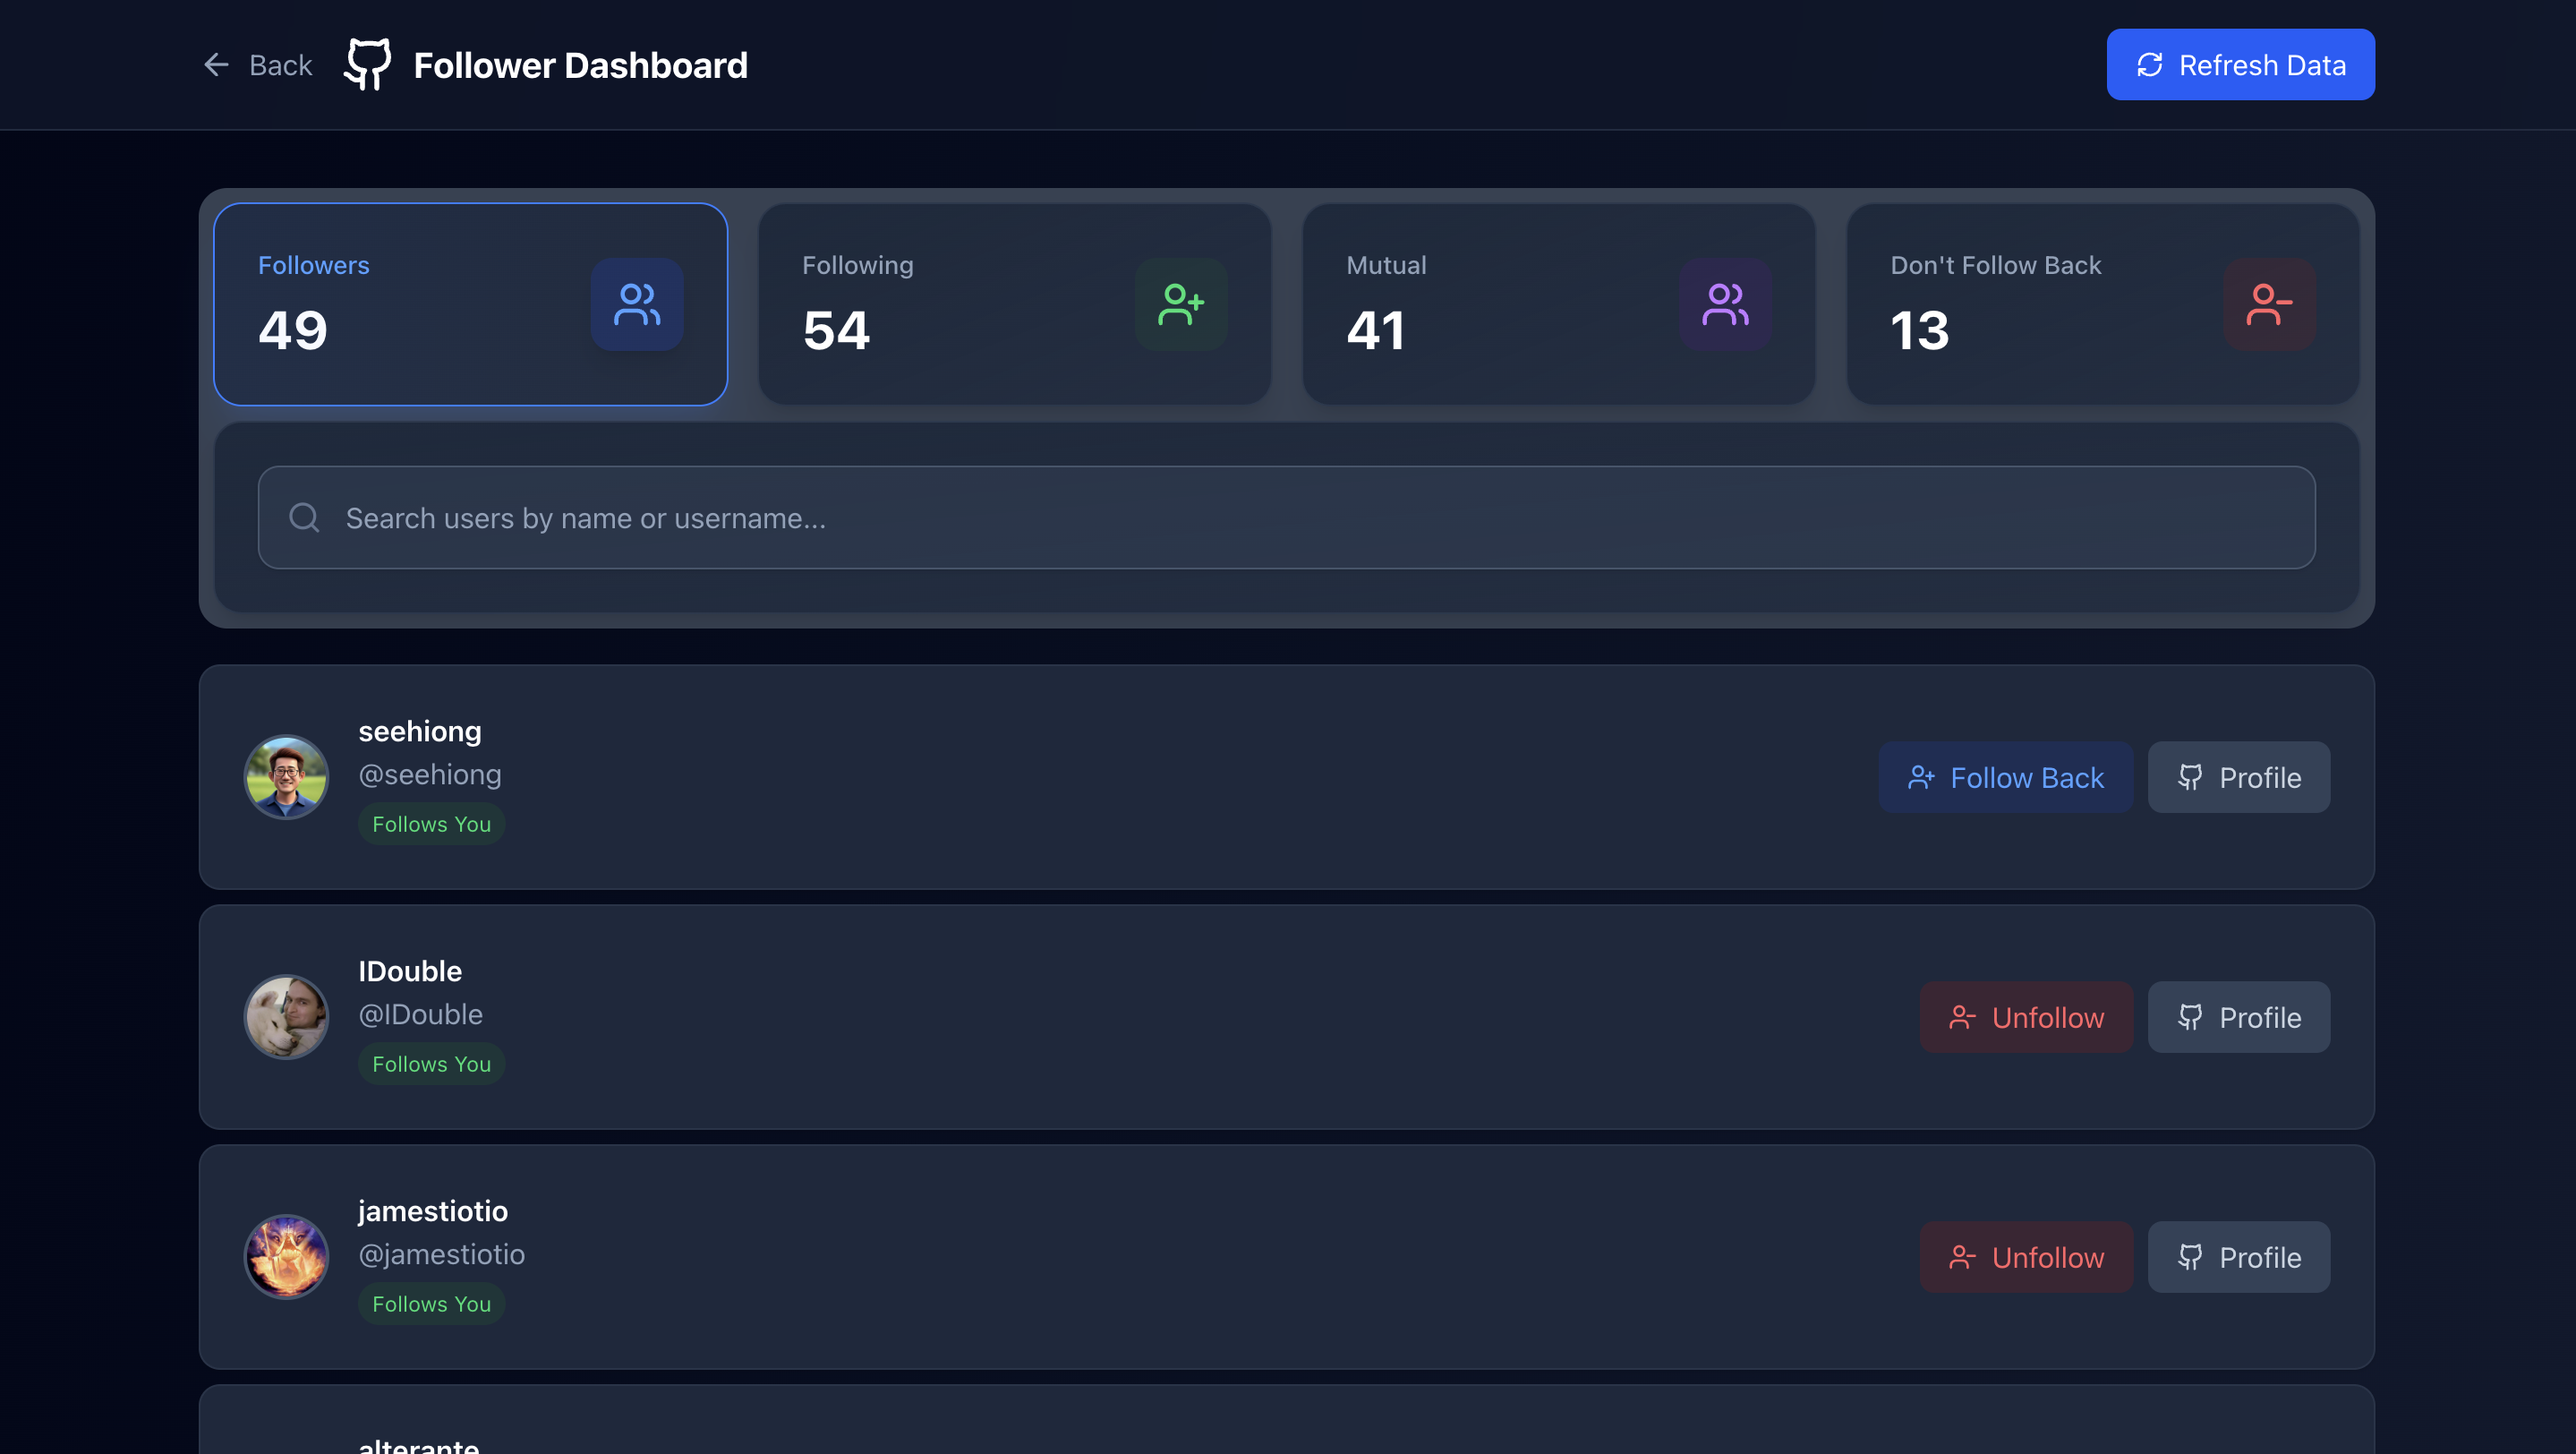 Back
Follower Dashboard
Refresh Data
Followers
49
Following
54
Mutual
41
Don't Follow Back
13
Search users by name or username...
seehiong
@seehiong
Follows You
Follow Back
Profile
IDouble
@IDouble
Follows You
Unfollow
Profile
jamestiotio
@jamestiotio
Follows You
Unfollow
Profile
alterante